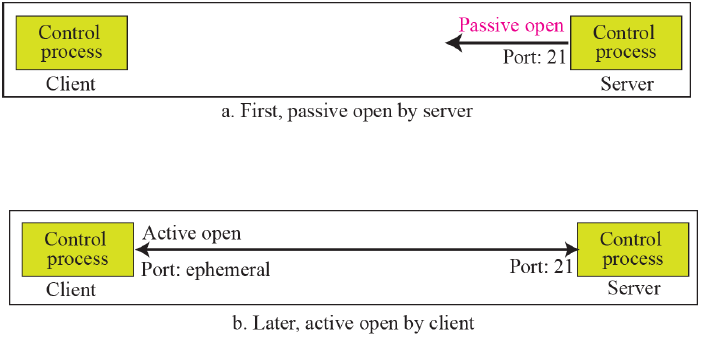 Control
process
Client
Passive open
Port: 21
Control
process
Server
a. First, passive open by server
Control
process
Client
Active open
Port: ephemeral
Port: 21
Control
process
Server
b. Later, active open by client